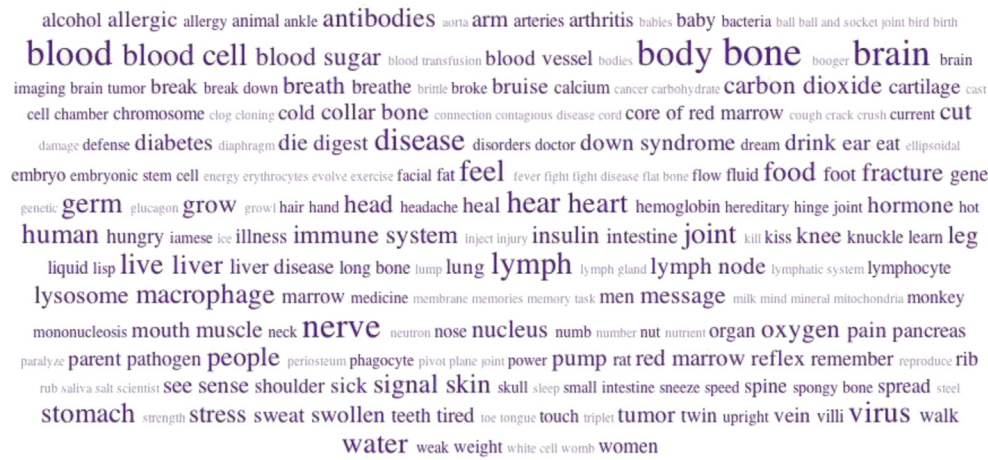 alcohol allergic allergy animal ankle antibodies aorta arm arteries arthritis babies baby bacteria ball ball and socket joint bird birth
blood blood cell blood sugar blood transfusion blood vessel bodies body bone booger brain brain
imaging brain tumor break break down breath breathe brittle broke bruise calcium cancer carbohydrate carbon dioxide cartilage cast
cell chamber chromosome clog cloning cold collar bone connection contagious disease cord core of red marrow cough crack crush current cut
damage defense diabetes diaphragm die digest disease disorders doctor down syndrome dream drink ear eat ellipsoidal
embryo embryonic stem cell energy erythrocytes evolve exercise facial fat feel fever fight fight disease flat bone flow fluid food foot fracture gene
genetic germ glucagon grow growl hair hand head headache heal hear heart hemoglobin hereditary hinge joint hormone hot
human hungry iamese ice illness immune system inject injury insulin intestine joint kill kiss knee knuckle learn leg
liquid lisp live liver liver disease long bone lump lung lymph lymph gland lymph node lymphatic system lymphocyte
lysosome macrophage marrow medicine membrane memories memory task men message milk mind mineral mitochondria monkey
mononucleosis mouth muscle neck nerve neutron nose nucleus numb number nut nutrient organ oxygen pain pancreas
paralyze parent pathogen people periosteum phagocyte pivot plane joint power pump rat red marrow reflex remember reproduce rib
rub saliva salt scientist see sense shoulder sick signal skin skull sleep small intestine sneeze speed spine spongy bone spread steel
stomach strength stress sweat swollen teeth tired toe tongue touch triplet tumor twin upright vein villi virus walk
water weak weight white cell womb women